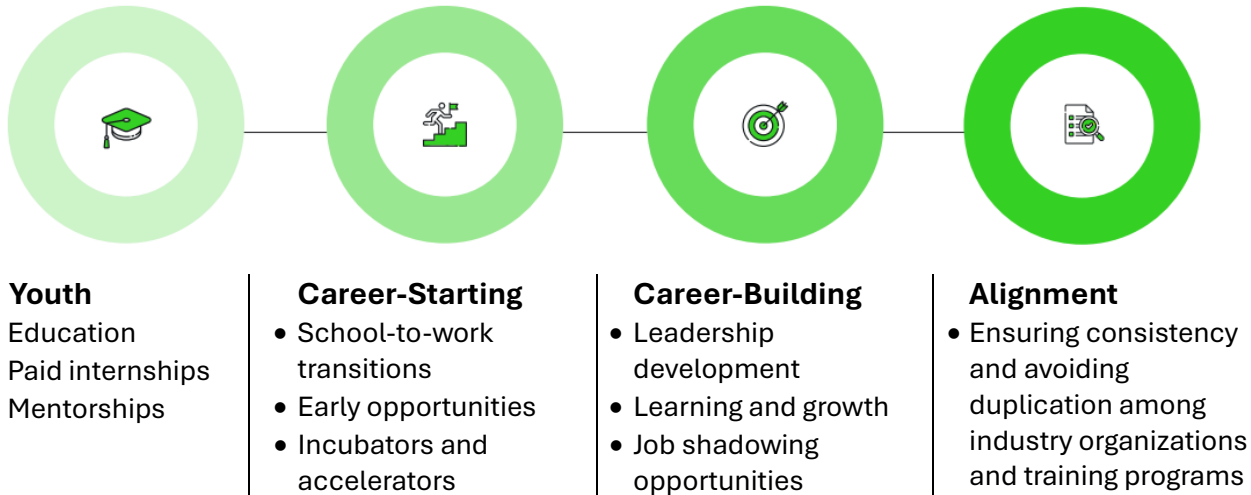 Youth
Education
Paid internships
Mentorships
Career-Starting
• School-to-work
transitions
• Early opportunities
• Incubators and
accelerators
Career-Building
• Leadership
development
• Learning and growth
• Job shadowing
opportunities
Alignment
• Ensuring consistency
and avoiding
duplication among
industry organizations
and training programs